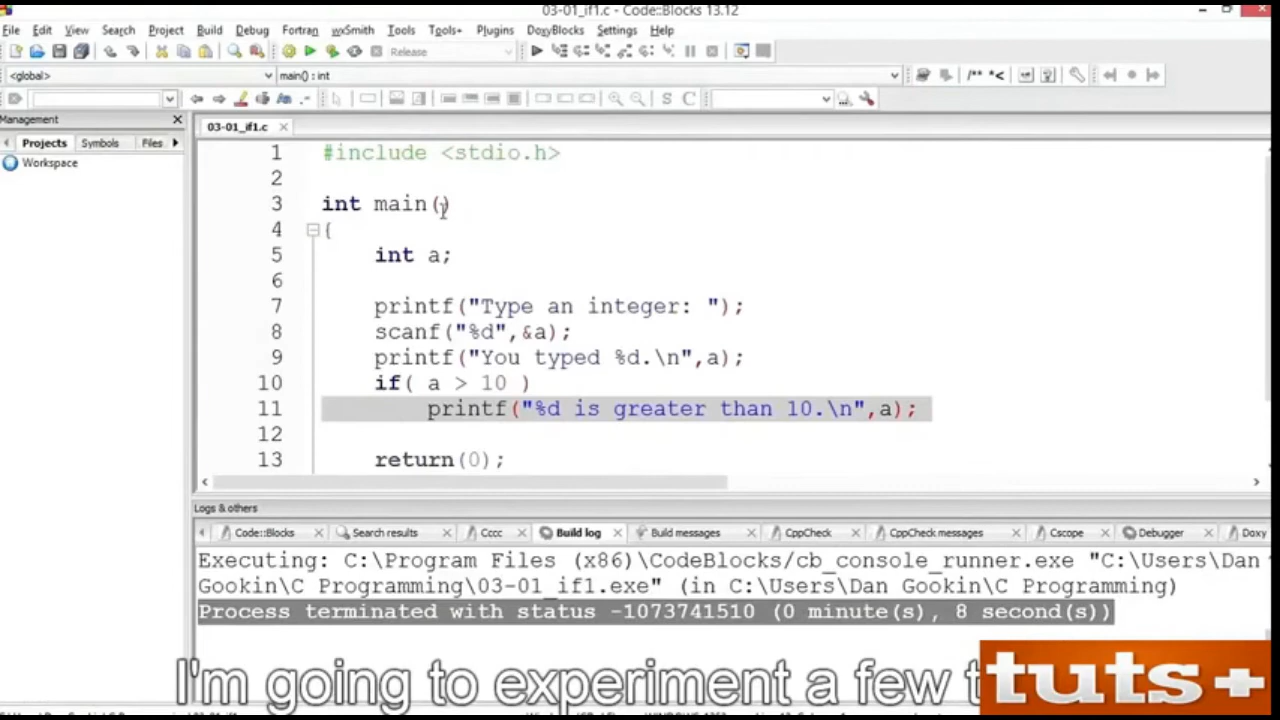 03-01_if1.c - Code::Blocks 13.12
File Edit View Search Project Build Debug Fortran wxSmith Tools Tools+ Plugins DoxyBlocks Settings Help
Release
<global> main() : int /** *<
S C
Management
03-01_if1.c
Projects Symbols Files
Workspace
1 #include <stdio.h>
2
3 int main()
4 {
5 int a;
6
7 printf("Type an integer: ");
8 scanf("%d",&a);
9 printf("You typed %d.\n",a);
10 if( a > 10 )
11 printf("%d is greater than 10.\n",a);
12
13 return(0);
Logs & others
Code::Blocks Search results Cccc Build log Build messages CppCheck CppCheck messages Cscope Debugger Doxy
Executing: C:\Program Files (x86)\CodeBlocks/cb_console_runner.exe "C:\Users\Dan
Gookin\C Programming\03-01_if1.exe" (in C:\Users\Dan Gookin\C Programming)
Process terminated with status -1073741510 (0 minute(s), 8 second(s))
I'm going to experiment a few t
tuts+